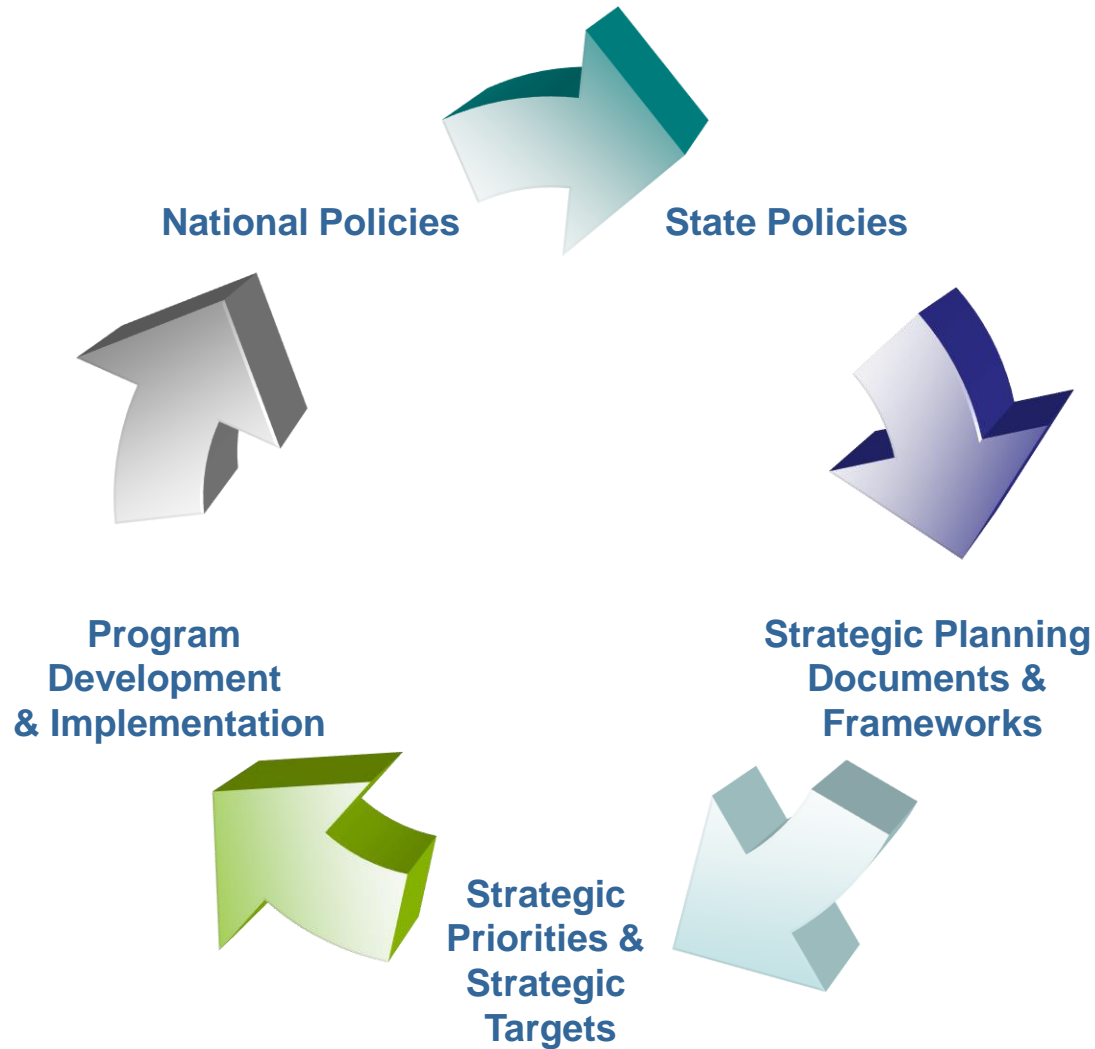 National Policies
State Policies
Strategic Planning
Documents &
Frameworks
Strategic
Priorities &
Strategic
Targets
Program
Development
& Implementation